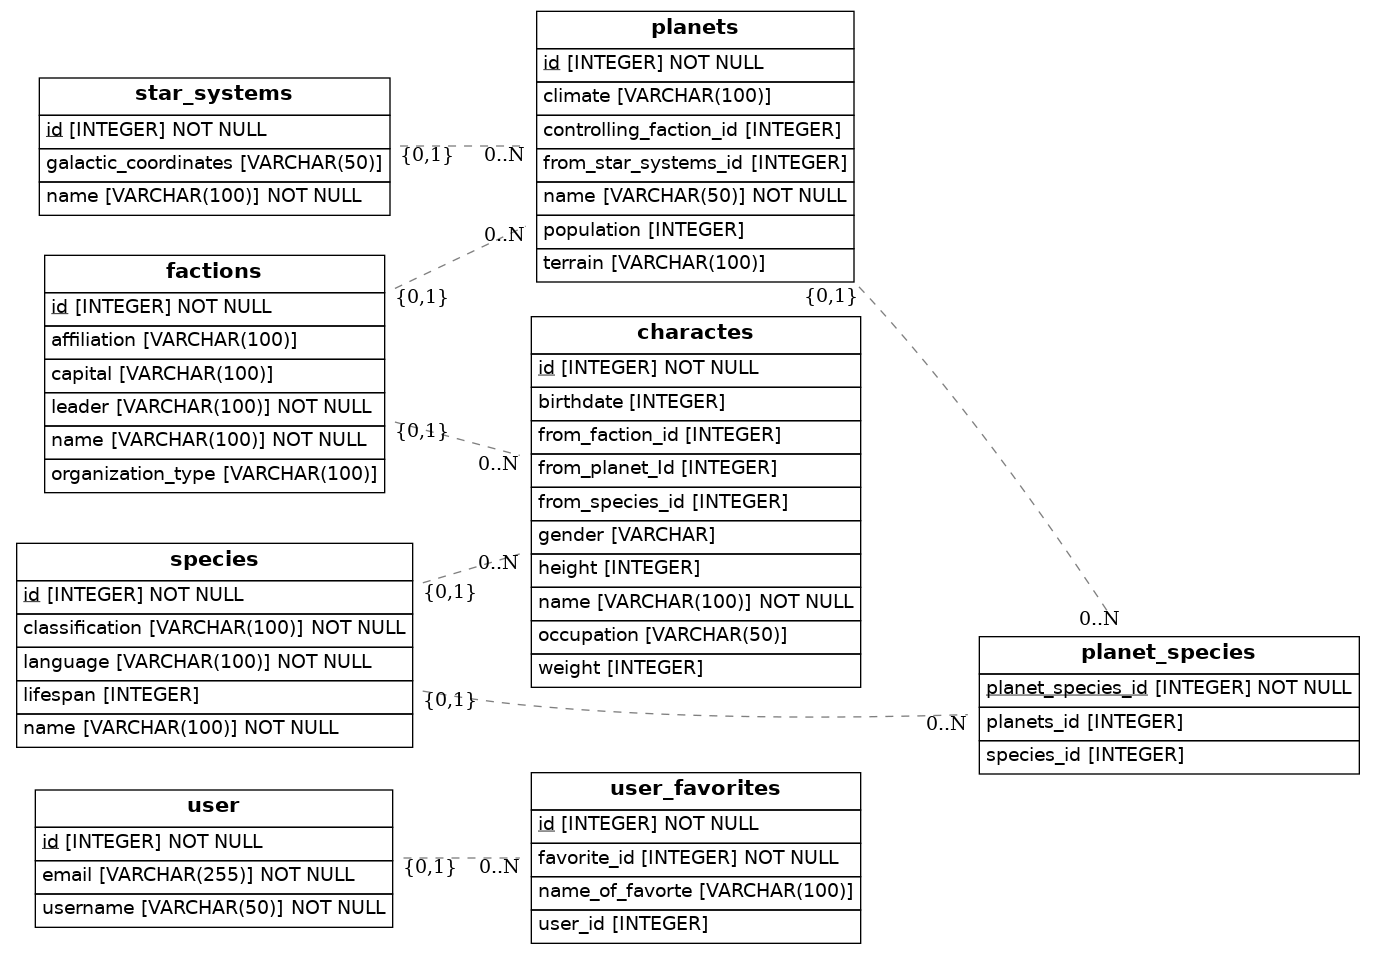 planets
id [INTEGER] NOT NULL
climate [VARCHAR(100)]
controlling_faction_id [INTEGER]
from_star_systems_id [INTEGER]
name [VARCHAR(50)] NOT NULL
population [INTEGER]
terrain [VARCHAR(100)]
star_systems
id [INTEGER] NOT NULL
galactic_coordinates [VARCHAR(50)]
name [VARCHAR(100)] NOT NULL
{0,1}
0..N
factions
id [INTEGER] NOT NULL
affiliation [VARCHAR(100)]
capital [VARCHAR(100)]
leader [VARCHAR(100)] NOT NULL
name [VARCHAR(100)] NOT NULL
organization_type [VARCHAR(100)]
0..N
{0,1}
{0,1}
0..N
{0,1}
charactes
id [INTEGER] NOT NULL
birthdate [INTEGER]
from_faction_id [INTEGER]
from_planet_Id [INTEGER]
from_species_id [INTEGER]
gender [VARCHAR]
height [INTEGER]
name [VARCHAR(100)] NOT NULL
occupation [VARCHAR(50)]
weight [INTEGER]
species
id [INTEGER] NOT NULL
classification [VARCHAR(100)] NOT NULL
language [VARCHAR(100)] NOT NULL
lifespan [INTEGER]
name [VARCHAR(100)] NOT NULL
0..N
{0,1}
{0,1}
0..N
0..N
planet_species
planet_species_id [INTEGER] NOT NULL
planets_id [INTEGER]
species_id [INTEGER]
user
id [INTEGER] NOT NULL
email [VARCHAR(255)] NOT NULL
username [VARCHAR(50)] NOT NULL
{0,1}
0..N
user_favorites
id [INTEGER] NOT NULL
favorite_id [INTEGER] NOT NULL
name_of_favorte [VARCHAR(100)]
user_id [INTEGER]